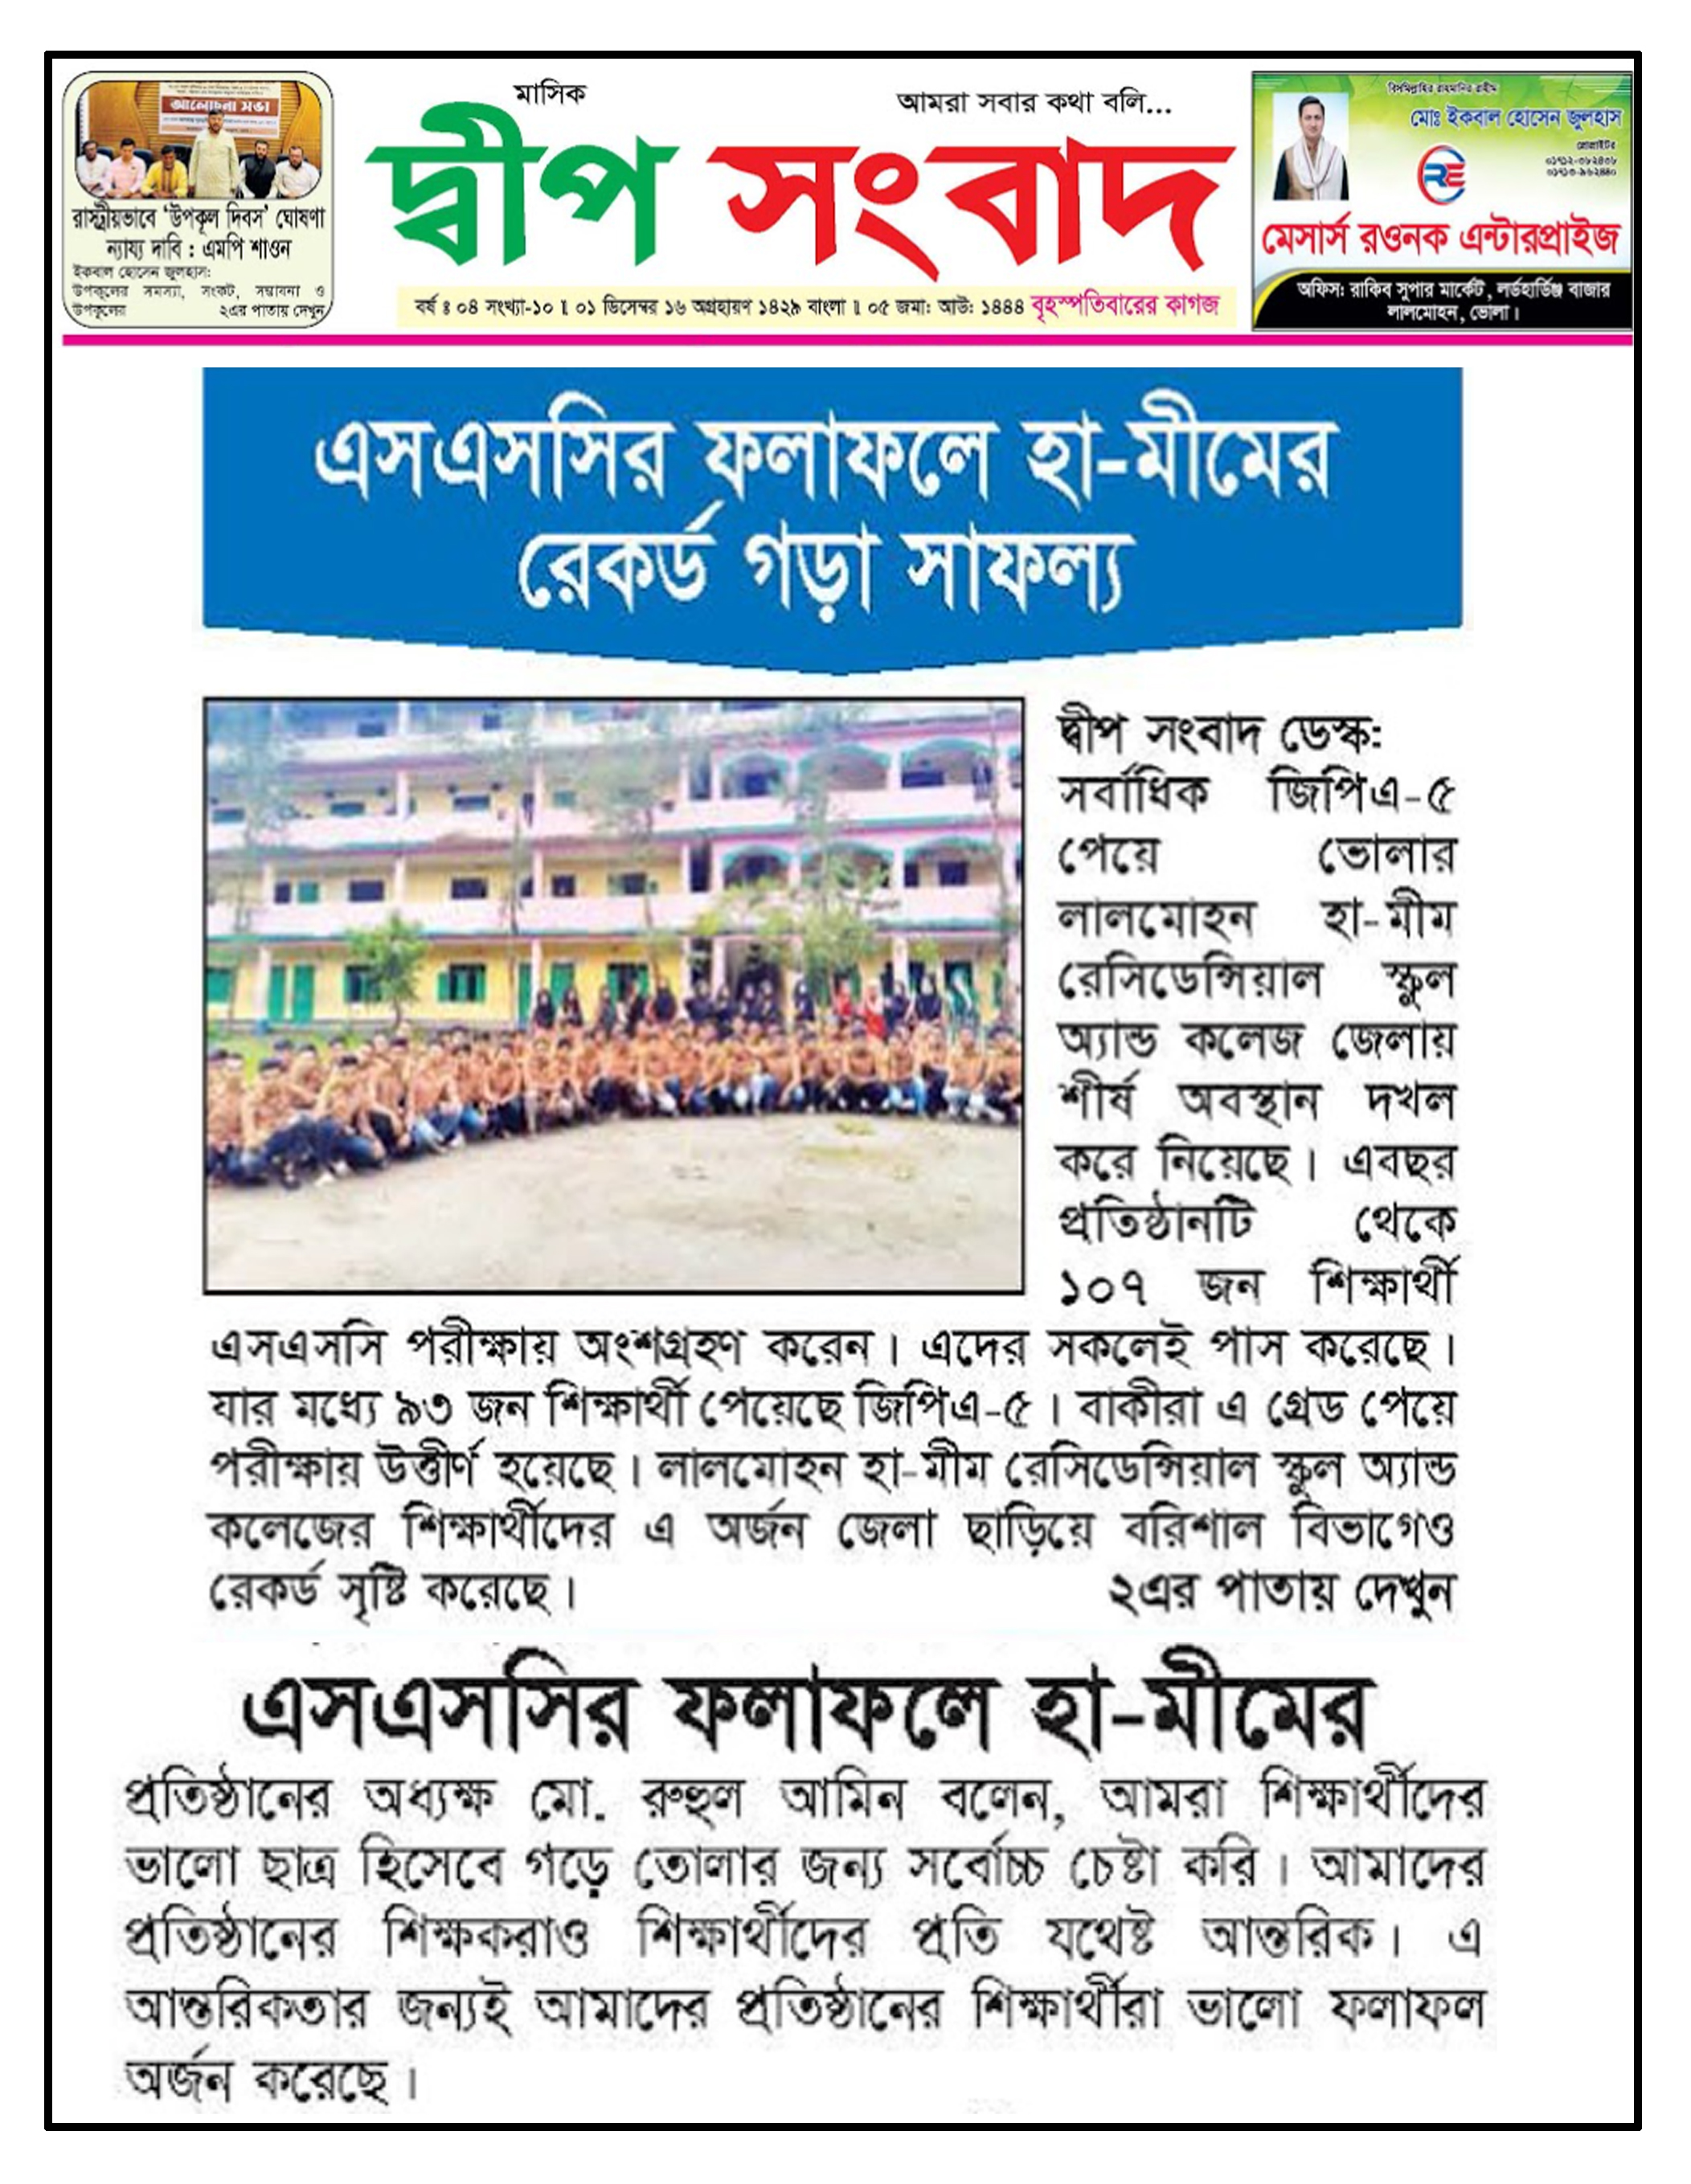 আলোচনা সভা
রাস্ট্রীয়ভাবে ‘উপকূল দিবস’ ঘোষণা
ন্যায্য দাবি : এমপি শাওন
ইকবাল হোসেন জুলহাস:
উপকূলের সমস্যা, সংকট, সম্ভাবনা ও
উপকূলের ২এর পাতায় দেখুন
মাসিক
আমরা সবার কথা বলি...
দ্বীপ সংবাদ
বর্ষ ঃ ০৪ সংখ্যা-১০ ॥ ০১ ডিসেম্বর ১৬ অগ্রহায়ণ ১৪২৯ বাংলা ॥ ০৫ জমা: আউ: ১৪৪৪ বৃহস্পতিবারের কাগজ
বিসমিল্লাহির রাহমানির রাহীম
মোঃ ইকবাল হোসেন জুলহাস
প্রোপ্রাইটর
০১৭১২-৩৮২৪৩৮
০১৭১৩-৯৬২৪৪০
RE
মেসার্স রওনক এন্টারপ্রাইজ
অফিস: রাকিব সুপার মার্কেট, লর্ডহার্ডিঞ্জ বাজার
লালমোহন, ভোলা।
এসএসসির ফলাফলে হা-মীমের
রেকর্ড গড়া সাফল্য
দ্বীপ সংবাদ ডেস্ক:
সর্বাধিক জিপিএ-৫
পেয়ে ভোলার
লালমোহন হা-মীম
রেসিডেন্সিয়াল স্কুল
অ্যান্ড কলেজ জেলায়
শীর্ষ অবস্থান দখল
করে নিয়েছে। এবছর
প্রতিষ্ঠানটি থেকে
১০৭ জন শিক্ষার্থী
এসএসসি পরীক্ষায় অংশগ্রহণ করেন। এদের সকলেই পাস করেছে।
যার মধ্যে ৯৩ জন শিক্ষার্থী পেয়েছে জিপিএ-৫। বাকীরা এ গ্রেড পেয়ে
পরীক্ষায় উত্তীর্ণ হয়েছে। লালমোহন হা-মীম রেসিডেন্সিয়াল স্কুল অ্যান্ড
কলেজের শিক্ষার্থীদের এ অর্জন জেলা ছাড়িয়ে বরিশাল বিভাগেও
রেকর্ড সৃষ্টি করেছে। ২এর পাতায় দেখুন
এসএসসির ফলাফলে হা-মীমের
প্রতিষ্ঠানের অধ্যক্ষ মো. রুহুল আমিন বলেন, আমরা শিক্ষার্থীদের
ভালো ছাত্র হিসেবে গড়ে তোলার জন্য সর্বোচ্চ চেষ্টা করি। আমাদের
প্রতিষ্ঠানের শিক্ষকরাও শিক্ষার্থীদের প্রতি যথেষ্ট আন্তরিক। এ
আন্তরিকতার জন্যই আমাদের প্রতিষ্ঠানের শিক্ষার্থীরা ভালো ফলাফল
অর্জন করেছে।